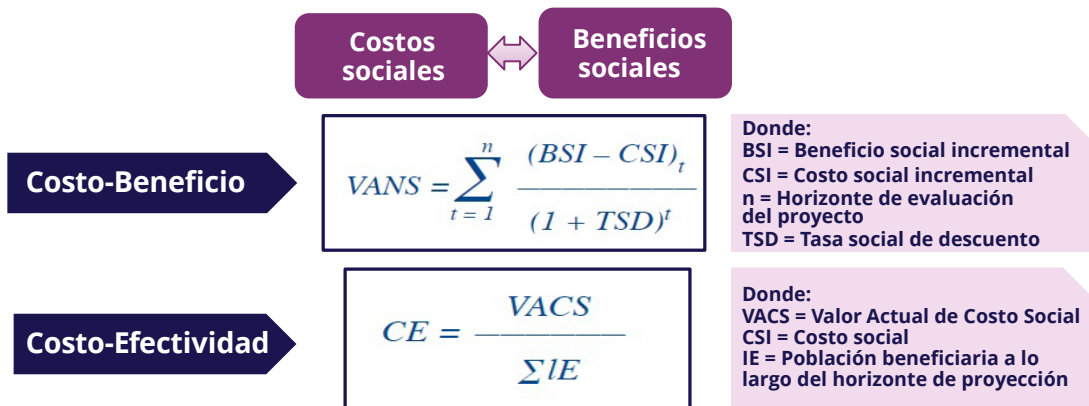 Costos
sociales
Beneficios
sociales
Costo-Beneficio
VANS = ∑ (BSI – CSI)t / (1 + TSD)^t
n
t = 1
Donde:
BSI = Beneficio social incremental
CSI = Costo social incremental
n = Horizonte de evaluación
del proyecto
TSD = Tasa social de descuento
Costo-Efectividad
CE = VACS / ∑ lE
Donde:
VACS = Valor Actual de Costo Social
CSI = Costo social
IE = Población beneficiaria a lo
largo del horizonte de proyección